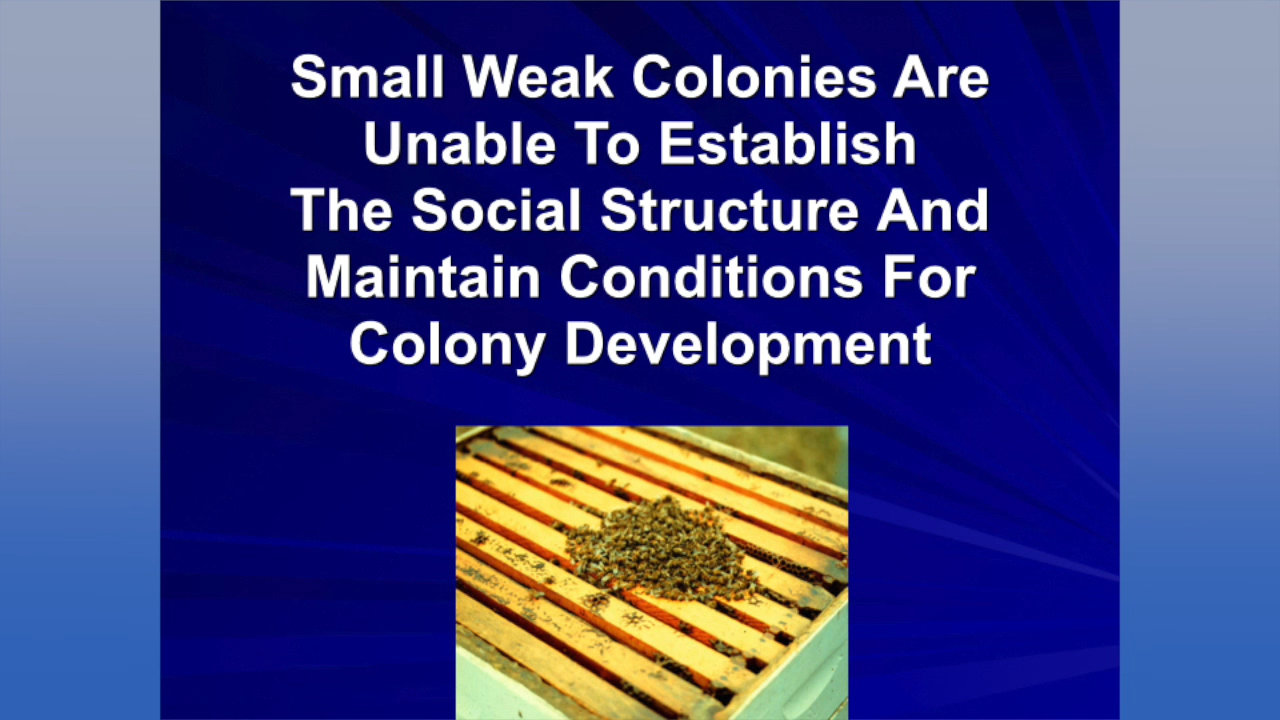 Small Weak Colonies Are
Unable To Establish
The Social Structure And
Maintain Conditions For
Colony Development